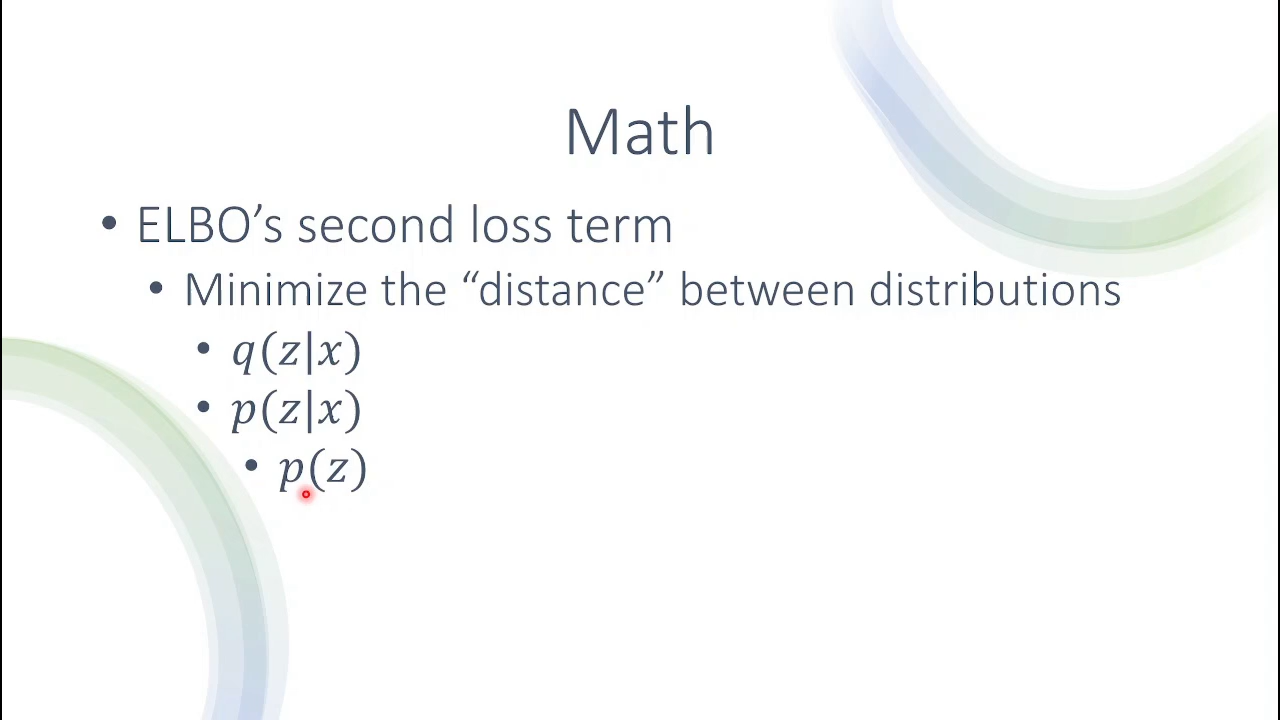 Math
• ELBO’s second loss term
• Minimize the “distance” between distributions
• q(z|x)
• p(z|x)
• p(z)